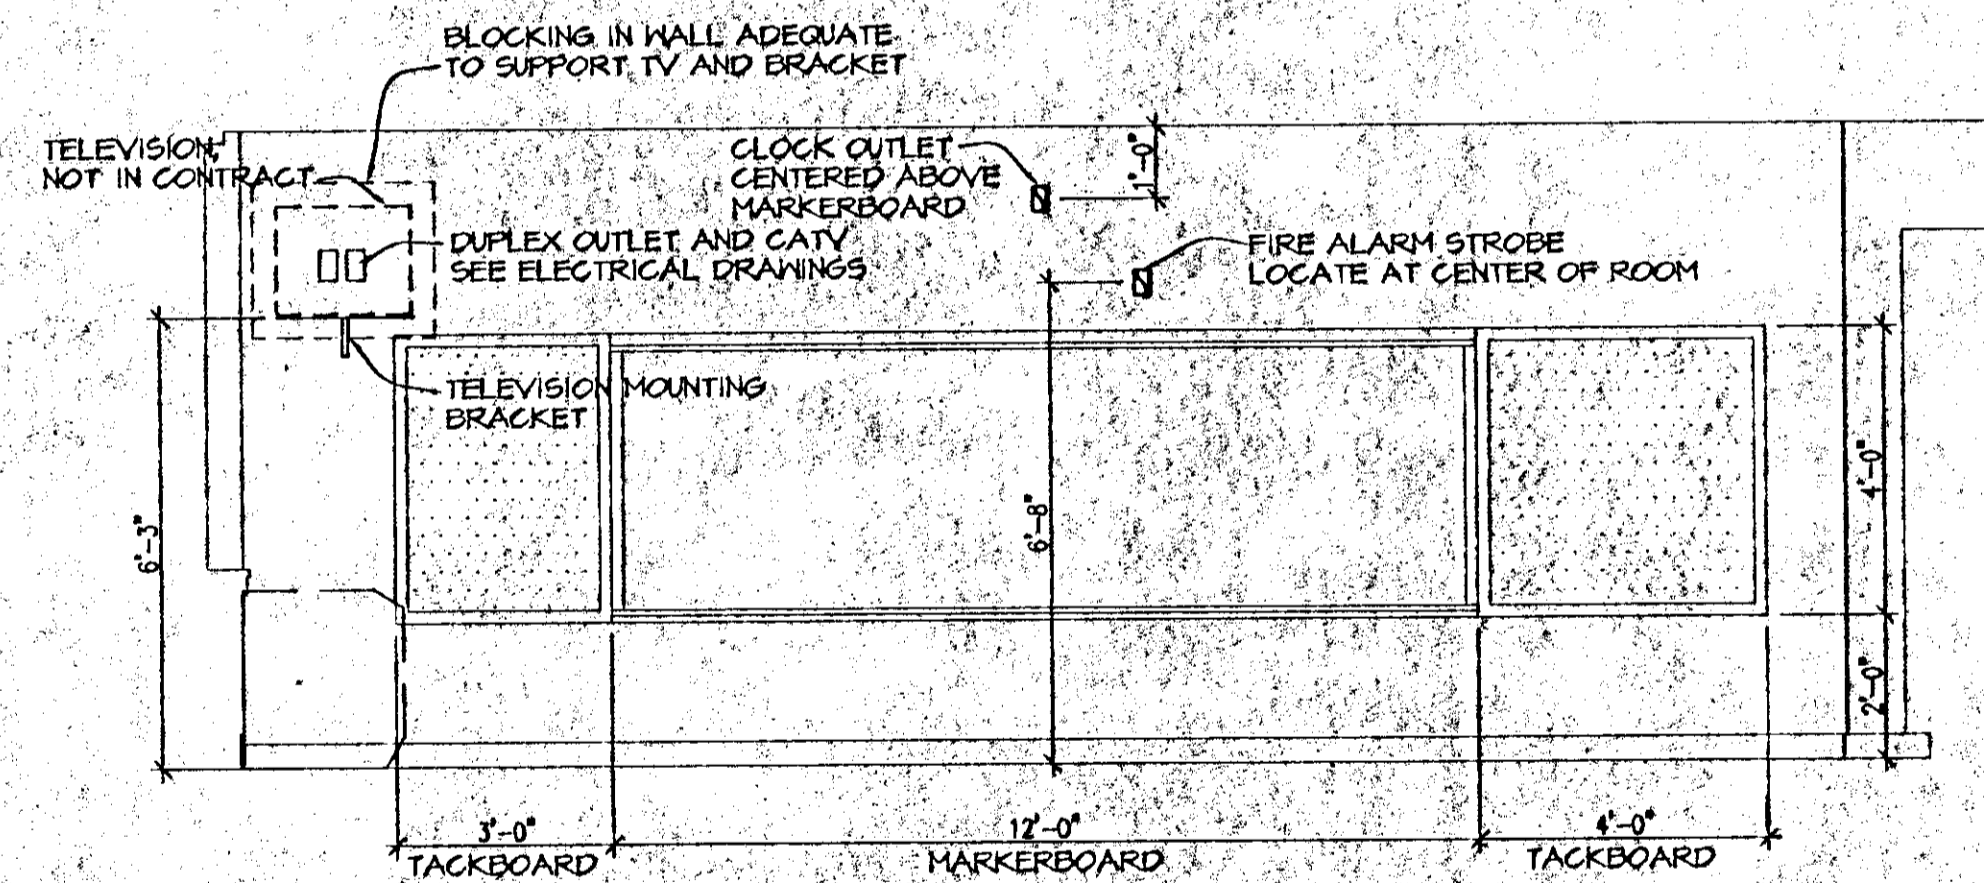 BLOCKING IN WALL ADEQUATE
TO SUPPORT TV AND BRACKET
TELEVISION,
NOT IN CONTRACT
CLOCK OUTLET
CENTERED ABOVE
MARKERBOARD
1'-0"
DUPLEX OUTLET AND CATV
SEE ELECTRICAL DRAWINGS
FIRE ALARM STROBE
LOCATE AT CENTER OF ROOM
TELEVISION MOUNTING
BRACKET
6'-3"
6'-8"
4'-0"
2'-0"
3'-0"
TACKBOARD
12'-0"
MARKERBOARD
4'-0"
TACKBOARD